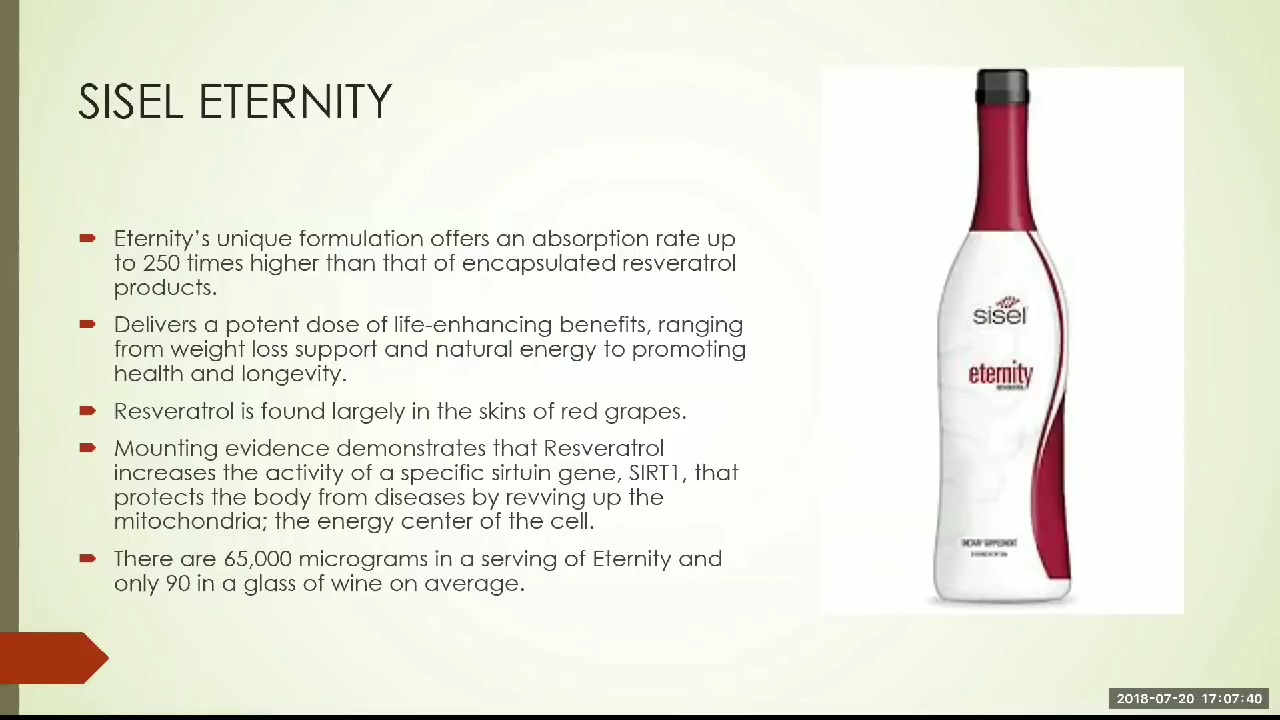 SISEL ETERNITY
Eternity's unique formulation offers an absorption rate up
to 250 times higher than that of encapsulated resveratrol
products.
Delivers a potent dose of life-enhancing benefits, ranging
from weight loss support and natural energy to promoting
health and longevity.
Resveratrol is found largely in the skins of red grapes.
Mounting evidence demonstrates that Resveratrol
increases the activity of a specific sirtuin gene, SIRT1, that
protects the body from diseases by revving up the
mitochondria; the energy center of the cell.
There are 65,000 micrograms in a serving of Eternity and
only 90 in a glass of wine on average.
sisel
eternity
DIETARY SUPPLEMENT
2018-07-20 17:07:40